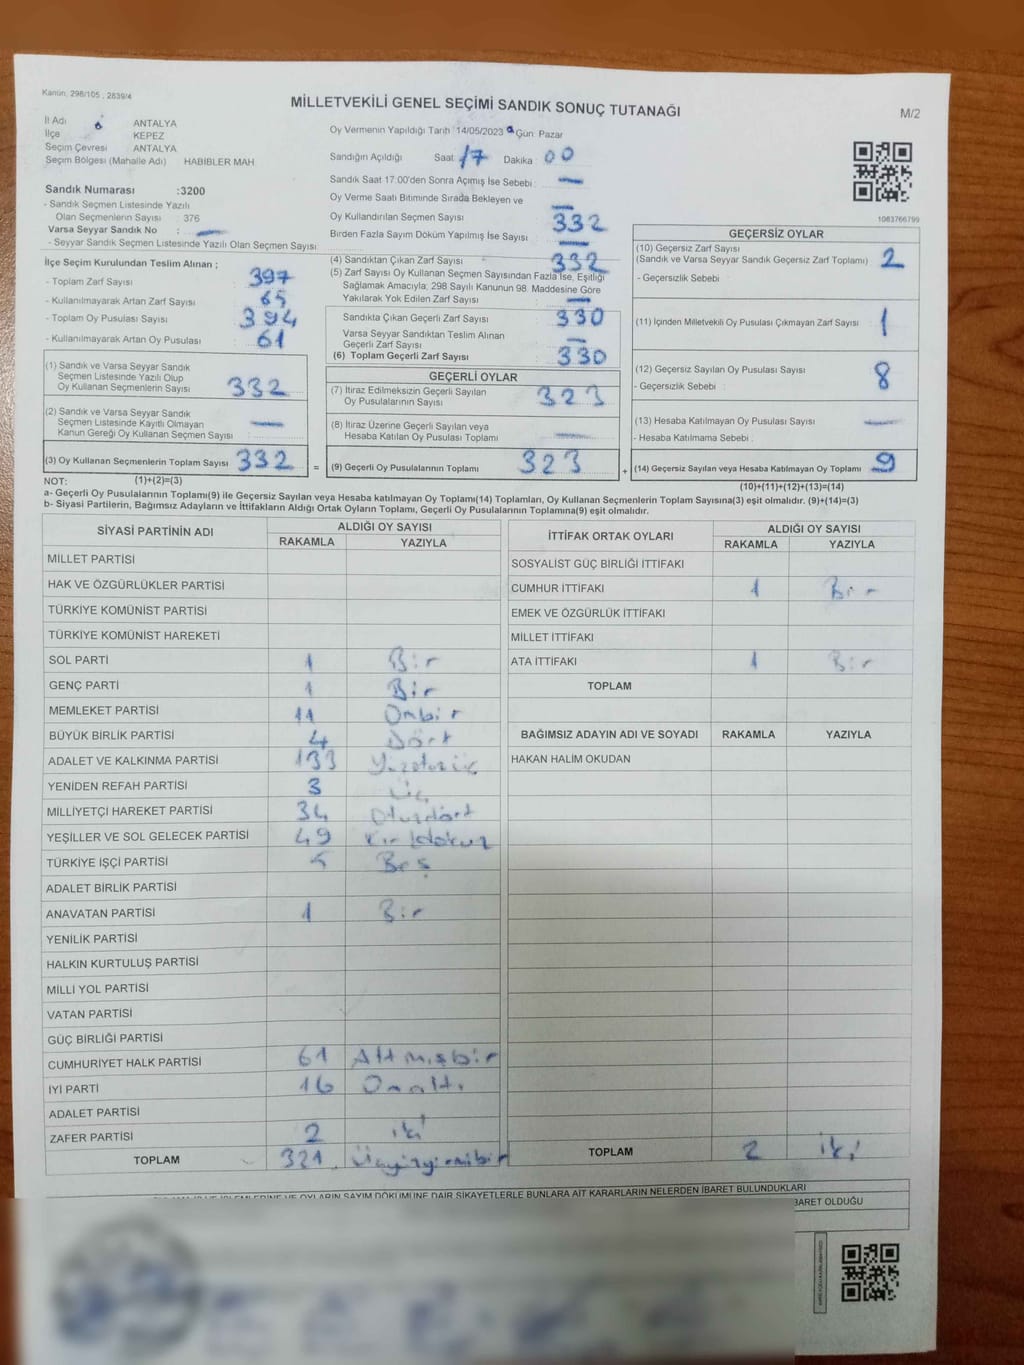 Kanun, 298/105 , 2839/4
MİLLETVEKİLİ GENEL SEÇİMİ SANDIK SONUÇ TUTANAĞI
M/2
İl Adı ANTALYA
İlçe KEPEZ
Seçim Çevresi ANTALYA
Seçim Bölgesi (Mahalle Adı) HABİBLER MAH
Sandık Numarası :3200
- Sandık Seçmen Listesinde Yazılı
Olan Seçmenlerin Sayısı : 376
Varsa Seyyar Sandık No : —
- Seyyar Sandık Seçmen Listesinde Yazılı Olan Seçmen Sayısı
Oy Vermenin Yapıldığı Tarih 14/05/2023 Gün Pazar
Sandığın Açıldığı Saat 17 Dakika 00
Sandık Saat 17:00'den Sonra Açımış İse Sebebi : —
Oy Verme Saati Bitiminde Sırada Bekleyen ve —
Oy Kullandırılan Seçmen Sayısı : 332
Birden Fazla Sayım Döküm Yapılmış İse Sayısı : —
1083766799
İlçe Seçim Kurulundan Teslim Alınan ;
- Toplam Zarf Sayısı : 397
- Kullanılmayarak Artan Zarf Sayısı : 65
- Toplam Oy Pusulası Sayısı : 394
- Kullanılmayarak Artan Oy Pusulası : 61
(4) Sandıktan Çıkan Zarf Sayısı : 332
(5) Zarf Sayısı Oy Kullanan Seçmen Sayısından Fazla İse, Eşitliği
Sağlamak Amacıyla; 298 Sayılı Kanunun 98. Maddesine Göre
Yakılarak Yok Edilen Zarf Sayısı : —
Sandıkta Çıkan Geçerli Zarf Sayısı : 330
Varsa Seyyar Sandıktan Teslim Alınan
Geçerli Zarf Sayısı : —
(6) Toplam Geçerli Zarf Sayısı : 330
GEÇERSİZ OYLAR
(10) Geçersiz Zarf Sayısı
(Sandık ve Varsa Seyyar Sandık Geçersiz Zarf Toplamı) 2
- Geçersizlik Sebebi :
(11) İçinden Milletvekili Oy Pusulası Çıkmayan Zarf Sayısı 1
(12) Geçersiz Sayılan Oy Pusulası Sayısı 8
- Geçersizlik Sebebi :
(13) Hesaba Katılmayan Oy Pusulası Sayısı —
- Hesaba Katılmama Sebebi :
(1) Sandık ve Varsa Seyyar Sandık
Seçmen Listesinde Yazılı Olup
Oy Kullanan Seçmenlerin Sayısı : 332
(2) Sandık ve Varsa Seyyar Sandık
Seçmen Listesinde Kayıtlı Olmayan
Kanun Gereği Oy Kullanan Seçmen Sayısı : —
GEÇERLİ OYLAR
(7) İtiraz Edilmeksizin Geçerli Sayılan
Oy Pusulalarının Sayısı : 323
(8) İtiraz Üzerine Geçerli Sayılan veya
Hesaba Katılan Oy Pusulası Toplamı : —
(3) Oy Kullanan Seçmenlerin Toplam Sayısı 332 = (9) Geçerli Oy Pusulalarının Toplamı 323 + (14) Geçersiz Sayılan veya Hesaba Katılmayan Oy Toplamı 9
NOT: (1)+(2)=(3) (10)+(11)+(12)+(13)=(14)
a- Geçerli Oy Pusulalarının Toplamı(9) ile Geçersiz Sayılan veya Hesaba katılmayan Oy Toplamı(14) Toplamları, Oy Kullanan Seçmenlerin Toplam Sayısına(3) eşit olmalıdır. (9)+(14)=(3)
b- Siyasi Partilerin, Bağımsız Adayların ve İttifakların Aldığı Ortak Oyların Toplamı, Geçerli Oy Pusulalarının Toplamına(9) eşit olmalıdır.
SİYASİ PARTİNİN ADI ALDIĞI OY SAYISI
RAKAMLA YAZIYLA
MİLLET PARTİSİ
HAK VE ÖZGÜRLÜKLER PARTİSİ
TÜRKİYE KOMÜNİST PARTİSİ
TÜRKİYE KOMÜNİST HAREKETİ
SOL PARTİ 1 Bir
GENÇ PARTİ 1 Bir
MEMLEKET PARTİSİ 11 Onbir
BÜYÜK BİRLİK PARTİSİ 4 Dört
ADALET VE KALKINMA PARTİSİ 133
YENİDEN REFAH PARTİSİ 3 Üç
MİLLİYETÇİ HAREKET PARTİSİ 34 Otuzdört
YEŞİLLER VE SOL GELECEK PARTİSİ 49 Kırkdokuz
TÜRKİYE İŞÇİ PARTİSİ 5 Beş
ADALET BİRLİK PARTİSİ
ANAVATAN PARTİSİ 1 Bir
YENİLİK PARTİSİ
HALKIN KURTULUŞ PARTİSİ
MİLLİ YOL PARTİSİ
VATAN PARTİSİ
GÜÇ BİRLİĞİ PARTİSİ
CUMHURİYET HALK PARTİSİ 61 Altmışbir
İYİ PARTİ 16 Onaltı
ADALET PARTİSİ
ZAFER PARTİSİ 2 iki
TOPLAM 321 Üçyüzyirmibir
İTTİFAK ORTAK OYLARI ALDIĞI OY SAYISI
RAKAMLA YAZIYLA
SOSYALİST GÜÇ BİRLİĞİ İTTİFAKI
CUMHUR İTTİFAKI 1 Bir
EMEK VE ÖZGÜRLÜK İTTİFAKI
MİLLET İTTİFAKI
ATA İTTİFAKI 1 Bir
TOPLAM
BAĞIMSIZ ADAYIN ADI VE SOYADI RAKAMLA YAZIYLA
HAKAN HALİM OKUDAN
TOPLAM 2 iki
OYLARIN SAYIM DÖKÜMÜNE DAİR ŞİKAYETLERLE BUNLARA AİT KARARLARIN NELERDEN İBARET BULUNDUKLARI
BARET OLDUĞU